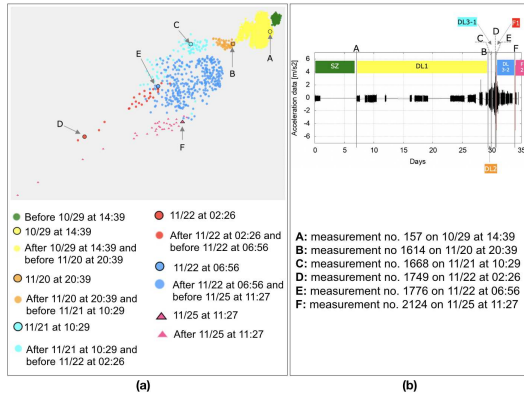 C
A
B
E
D
F
Before 10/29 at 14:39
10/29 at 14:39
After 10/29 at 14:39 and
before 11/20 at 20:39
11/20 at 20:39
After 11/20 at 20:39 and
before 11/21 at 10:29
11/21 at 10:29
After 11/21 at 10:29 and
before 11/22 at 02:26
11/22 at 02:26
After 11/22 at 02:26 and
before 11/22 at 06:56
11/22 at 06:56
After 11/22 at 06:56 and
before 11/25 at 11:27
11/25 at 11:27
After 11/25 at 11:27
(a)
DL3-1
F1
D
C
E
A
B
F
Acceleration data [m/s2]
6
4
2
0
-2
-4
-6
SZ
DL1
DL
3-2
F
2
0
5
10
15
20
25
30
35
Days
DL2
A: measurement no. 157 on 10/29 at 14:39
B: measurement no. 1614 on 11/20 at 20:39
C: measurement no. 1668 on 11/21 at 10:29
D: measurement no. 1749 on 11/22 at 02:26
E: measurement no. 1776 on 11/22 at 06:56
F: measurement no. 2124 on 11/25 at 11:27
(b)